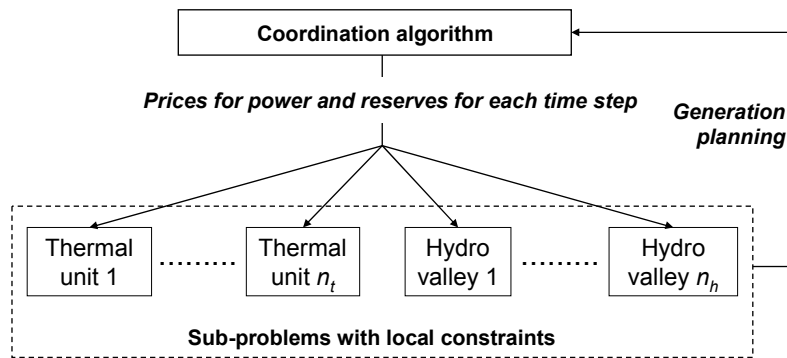 Coordination algorithm
Prices for power and reserves for each time step
Generation
planning
Thermal
unit 1
.........
Thermal
unit n_t
Hydro
valley 1
.........
Hydro
valley n_h
Sub-problems with local constraints